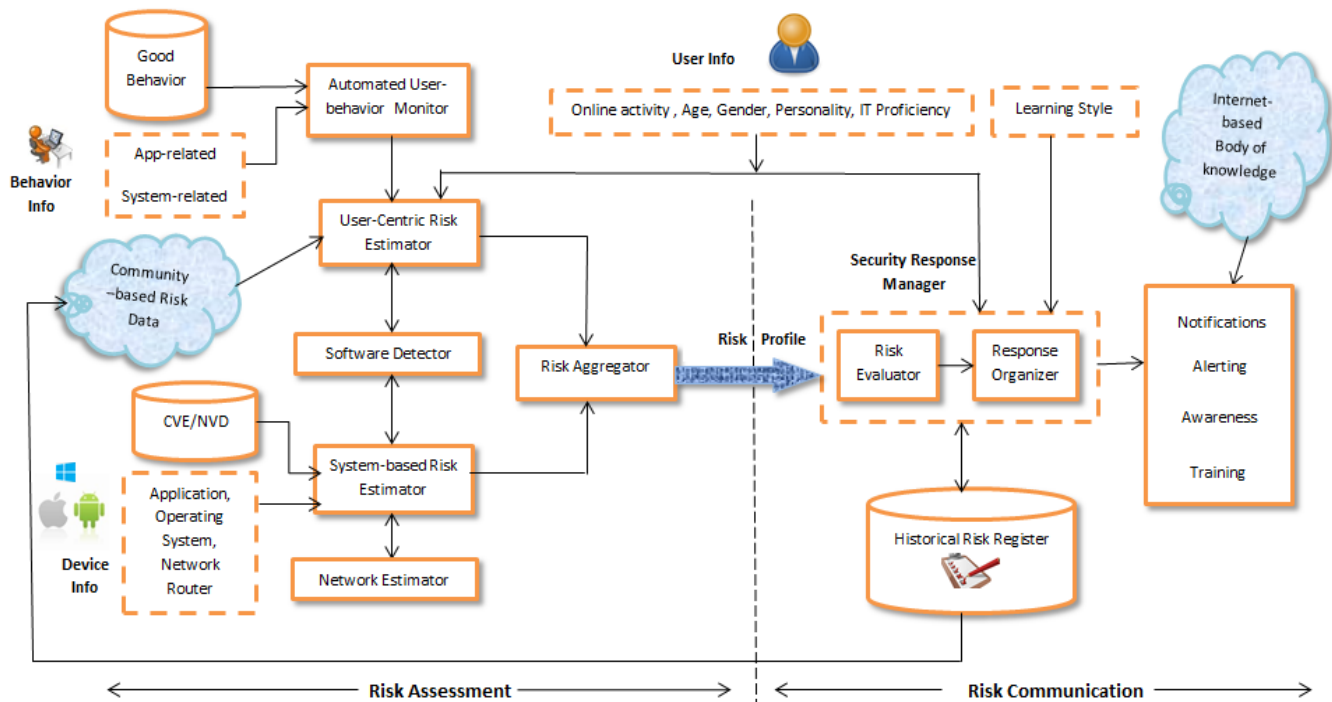 Good
Behavior
Automated User-
behavior Monitor
App-related
System-related
Behavior
Info
User Info
Online activity , Age, Gender, Personality, IT Proficiency
Learning Style
Internet-
based
Body of
knowledge
User-Centric Risk
Estimator
Community
–based Risk
Data
Software Detector
Risk Aggregator
Risk Profile
Security Response
Manager
Risk
Evaluator
Response
Organizer
Notifications
Alerting
Awareness
Training
CVE/NVD
System-based Risk
Estimator
Application,
Operating
System,
Network
Router
Device
Info
Network Estimator
Historical Risk Register
Risk Assessment
Risk Communication